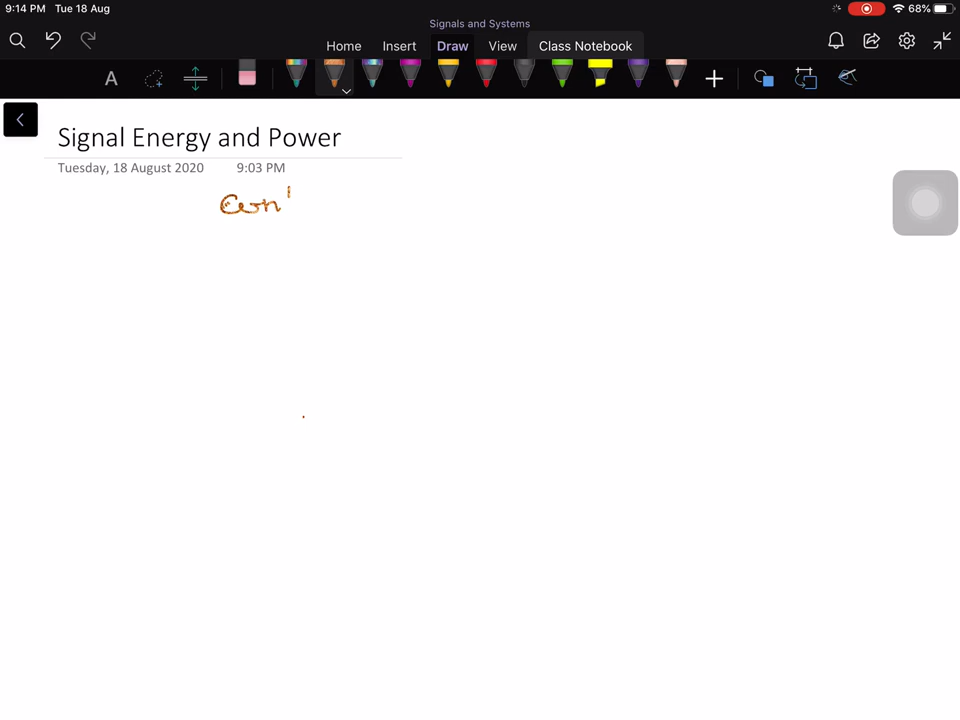 9:14 PM Tue 18 Aug
68%
Signals and Systems
Home Insert Draw View Class Notebook
A
Signal Energy and Power
Tuesday, 18 August 2020 9:03 PM